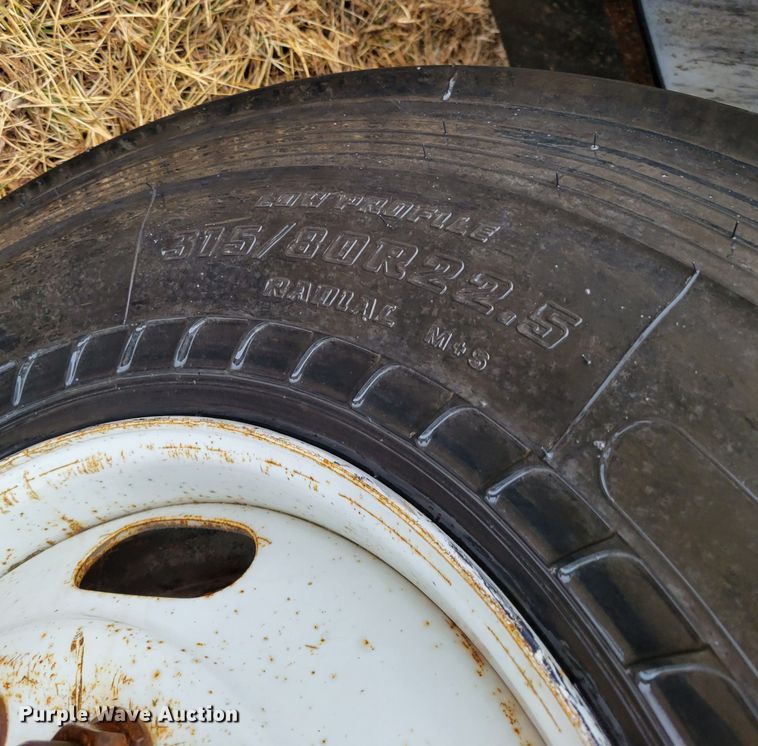 LOW PROFILE
315/80R22.5
RADIAL M+S
Purple Wave Auction